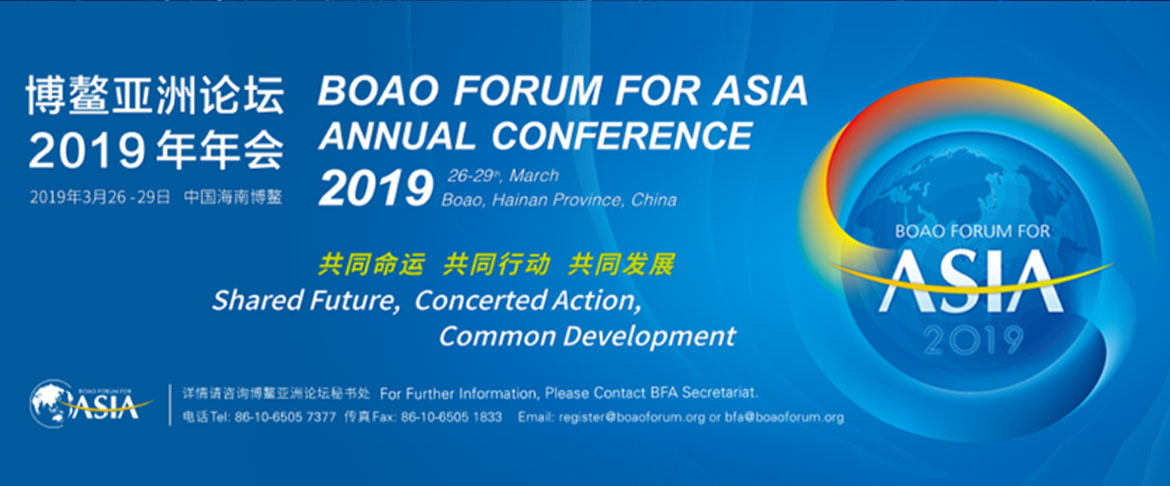 博鳌亚洲论坛
2019年年会
2019年3月26-29日 中国海南博鳌
BOAO FORUM FOR ASIA
ANNUAL CONFERENCE
2019
26-29th, March
Boao, Hainan Province, China
共同命运 共同行动 共同发展
Shared Future, Concerted Action,
Common Development
BOAO FORUM FOR
ASIA
2019
BOAO FORUM FOR
ASIA
详情请咨询博鳌亚洲论坛秘书处 For Further Information, Please Contact BFA Secretariat.
电话Tel: 86-10-6505 7377 传真Fax: 86-10-6505 1833 Email: register@boaoforum.org or bfa@boaoforum.org